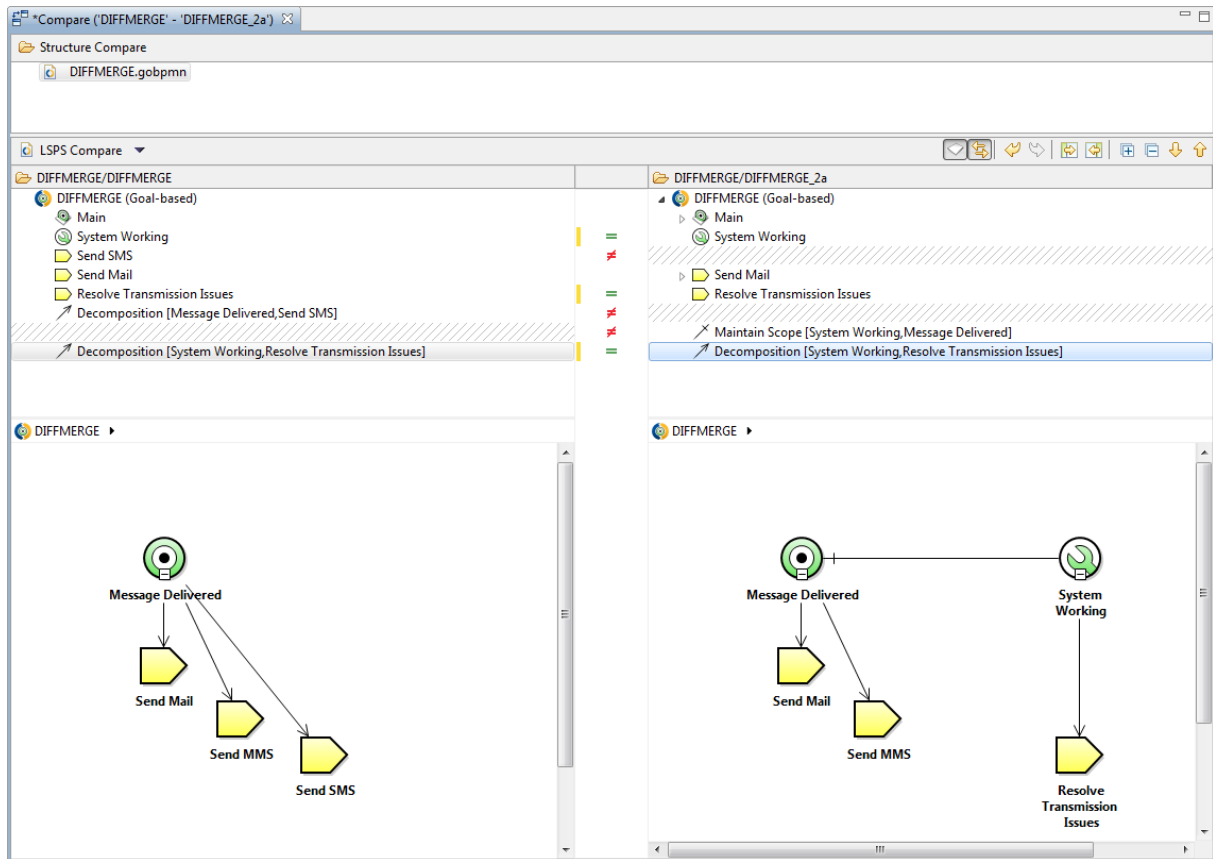 *Compare ('DIFFMERGE' - 'DIFFMERGE_2a')
Structure Compare
DIFFMERGE.gobpmn
LSPS Compare
DIFFMERGE/DIFFMERGE
DIFFMERGE (Goal-based)
Main
System Working
Send SMS
Send Mail
Resolve Transmission Issues
Decomposition [Message Delivered,Send SMS]
Decomposition [System Working,Resolve Transmission Issues]
=
≠
=
≠
≠
=
DIFFMERGE/DIFFMERGE_2a
DIFFMERGE (Goal-based)
Main
System Working
Send Mail
Resolve Transmission Issues
Maintain Scope [System Working,Message Delivered]
Decomposition [System Working,Resolve Transmission Issues]
DIFFMERGE
Message Delivered
Send Mail
Send MMS
Send SMS
DIFFMERGE
Message Delivered
System
Working
Send Mail
Send MMS
Resolve
Transmission
Issues